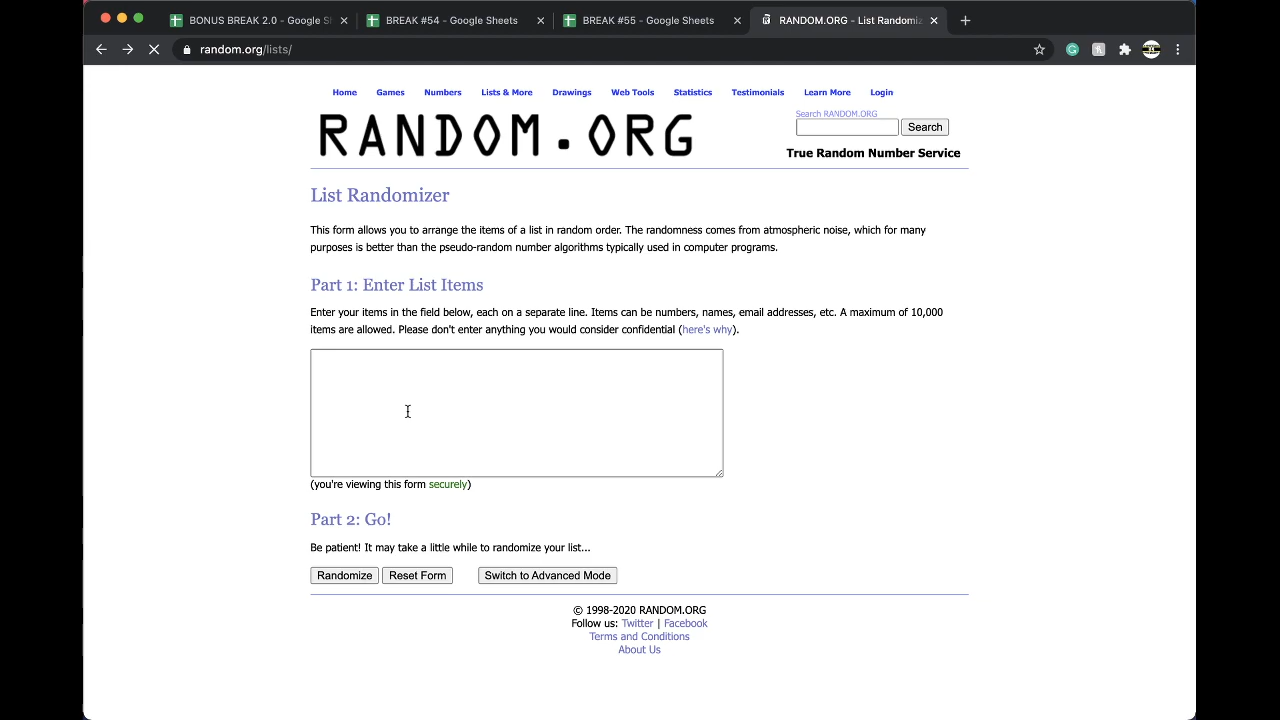 BONUS BREAK 2.0 - Google S
BREAK #54 - Google Sheets
BREAK #55 - Google Sheets
RANDOM.ORG - List Randomiz
random.org/lists/
Home Games Numbers Lists & More Drawings Web Tools Statistics Testimonials Learn More Login
RANDOM.ORG
Search RANDOM.ORG
Search
True Random Number Service
List Randomizer
This form allows you to arrange the items of a list in random order. The randomness comes from atmospheric noise, which for many
purposes is better than the pseudo-random number algorithms typically used in computer programs.
Part 1: Enter List Items
Enter your items in the field below, each on a separate line. Items can be numbers, names, email addresses, etc. A maximum of 10,000
items are allowed. Please don't enter anything you would consider confidential (here's why).
(you're viewing this form securely)
Part 2: Go!
Be patient! It may take a little while to randomize your list...
Randomize Reset Form Switch to Advanced Mode
© 1998-2020 RANDOM.ORG
Follow us: Twitter | Facebook
Terms and Conditions
About Us